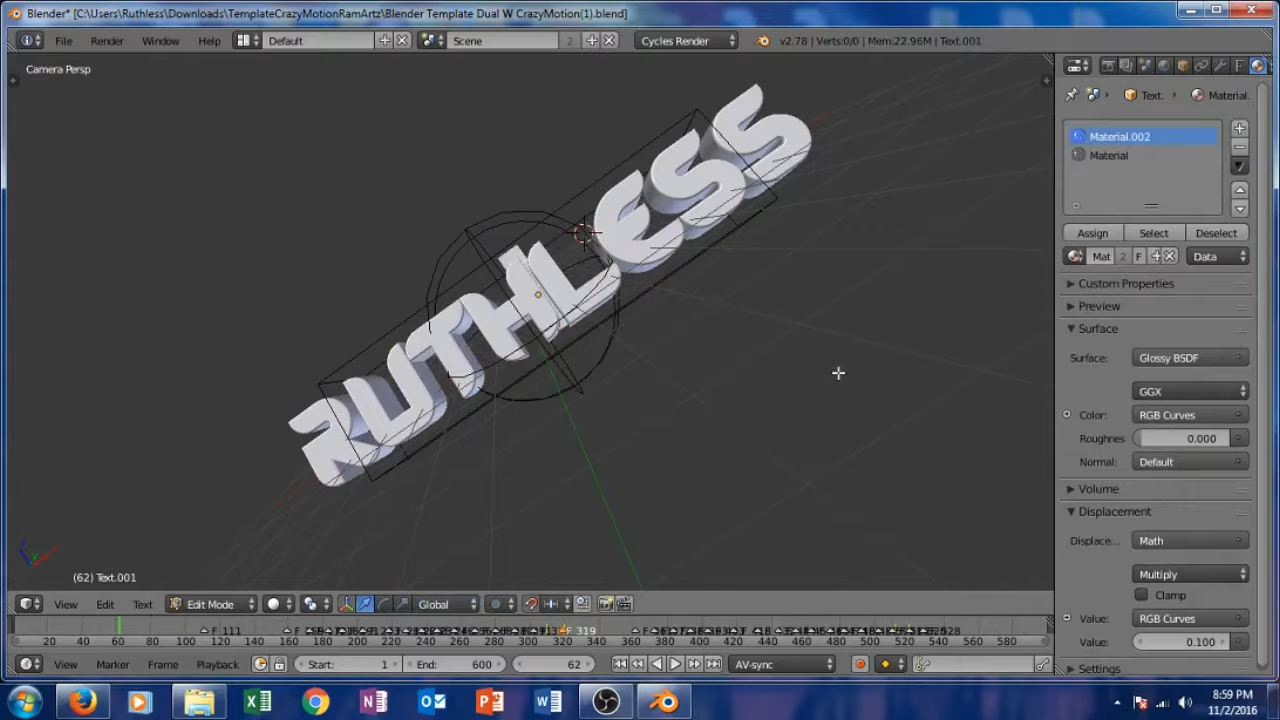 Blender* [C:\Users\Ruthless\Downloads\TemplateCrazyMotionRamArtz\Blender Template Dual W CrazyMotion(1).blend]
File Render Window Help Default Scene 2 Cycles Render v2.78 | Verts:0/0 | Mem:22.96M | Text.001
Camera Persp
Text. Material.
Material.002
Material
Assign Select Deselect
Mat 2 F Data
Custom Properties
Preview
Surface
Surface: Glossy BSDF
GGX
Color: RGB Curves
Roughnes 0.000
Normal: Default
Volume
Displacement
Displace... Math
Multiply
Clamp
Value: RGB Curves
Value: 0.100
Settings
RUTHLESS
(62) Text.001
View Edit Text Edit Mode Global
F 111 F 319
20 40 60 80 100 120 140 160 180 200 220 240 260 280 300 320 340 360 380 400 420 440 460 480 500 520 540 560 580
View Marker Frame Playback Start: 1 End: 600 62 AV-sync
8:59 PM
11/2/2016